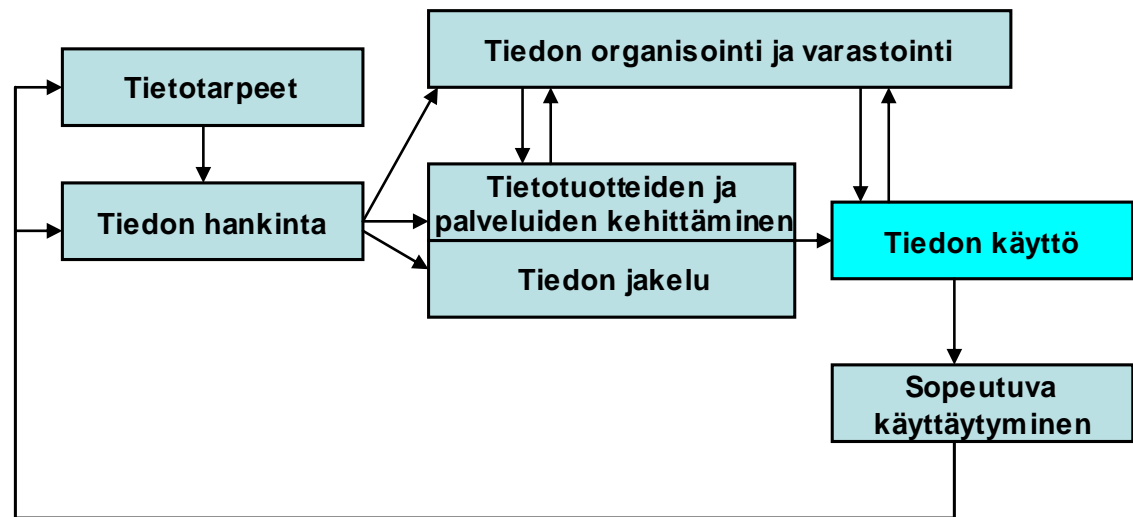 Tiedon organisointi ja varastointi
Tietotarpeet
Tietotuotteiden ja
palveluiden kehittäminen
Tiedon hankinta
Tiedon käyttö
Tiedon jakelu
Sopeutuva
käyttäytyminen